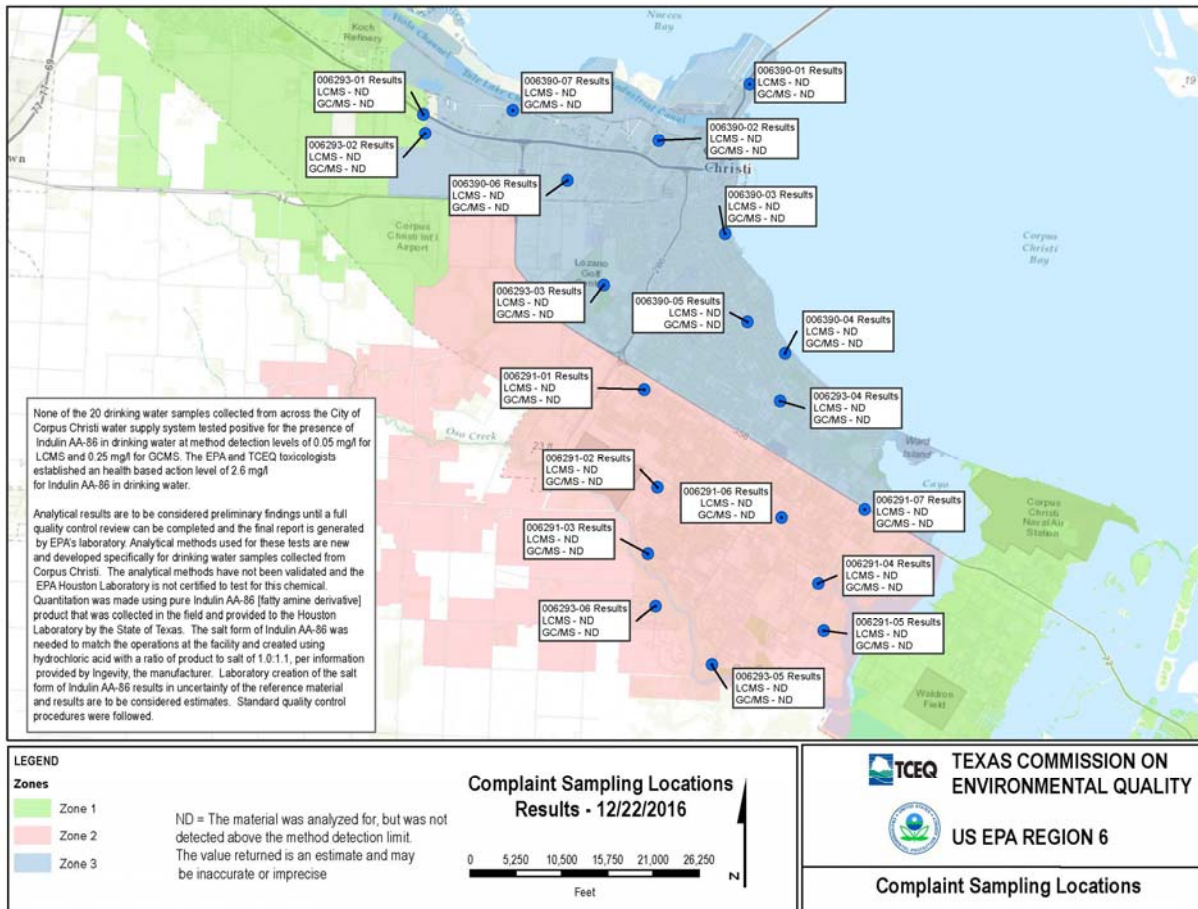 Nueces
Bay
Koch
Refinery
Viola Channel
Tule Lake
Industrial Canal
77-77-69
19
006293-01 Results
LCMS - ND
GC/MS - ND
006390-07 Results
LCMS - ND
GC/MS - ND
006390-01 Results
LCMS - ND
GC/MS - ND
006293-02 Results
LCMS - ND
GC/MS - ND
006390-02 Results
LCMS - ND
GC/MS - ND
own
Christi
006390-06 Results
LCMS - ND
GC/MS - ND
006390-03 Results
LCMS - ND
GC/MS - ND
Corpus
Christi Int'l
Airport
Corpus
Christi
Bay
Lozano
Golf
006293-03 Results
LCMS - ND
GC/MS - ND
006390-05 Results
LCMS - ND
GC/MS - ND
006390-04 Results
LCMS - ND
GC/MS - ND
006291-01 Results
LCMS - ND
GC/MS - ND
006293-04 Results
LCMS - ND
GC/MS - ND
Oso Creek
23 ft
358
Ward
Island
Cayo
006291-02 Results
LCMS - ND
GC/MS - ND
006291-06 Results
LCMS - ND
GC/MS - ND
006291-07 Results
LCMS - ND
GC/MS - ND
Corpus
Christi
Naval Air
Station
006291-03 Results
LCMS - ND
GC/MS - ND
006291-04 Results
LCMS - ND
GC/MS - ND
006293-06 Results
LCMS - ND
GC/MS - ND
006291-05 Results
LCMS - ND
GC/MS - ND
006293-05 Results
LCMS - ND
GC/MS - ND
Waldron
Field
22
None of the 20 drinking water samples collected from across the City of
Corpus Christi water supply system tested positive for the presence of
Indulin AA-86 in drinking water at method detection levels of 0.05 mg/l for
LCMS and 0.25 mg/l for GCMS. The EPA and TCEQ toxicologists
established an health based action level of 2.6 mg/l
for Indulin AA-86 in drinking water.
Analytical results are to be considered preliminary findings until a full
quality control review can be completed and the final report is generated
by EPA's laboratory. Analytical methods used for these tests are new
and developed specifically for drinking water samples collected from
Corpus Christi. The analytical methods have not been validated and the
EPA Houston Laboratory is not certified to test for this chemical.
Quantitation was made using pure Indulin AA-86 [fatty amine derivative]
product that was collected in the field and provided to the Houston
Laboratory by the State of Texas. The salt form of Indulin AA-86 was
needed to match the operations at the facility and created using
hydrochloric acid with a ratio of product to salt of 1.0:1.1, per information
provided by Ingevity, the manufacturer. Laboratory creation of the salt
form of Indulin AA-86 results in uncertainty of the reference material
and results are to be considered estimates. Standard quality control
procedures were followed.
LEGEND
Zones
Zone 1
Zone 2
Zone 3
ND = The material was analyzed for, but was not
detected above the method detection limit.
The value returned is an estimate and may
be inaccurate or imprecise
Complaint Sampling Locations
Results - 12/22/2016
0 5,250 10,500 15,750 21,000 26,250
Feet
N
TCEQ
TEXAS COMMISSION ON
ENVIRONMENTAL QUALITY
US EPA REGION 6
Complaint Sampling Locations